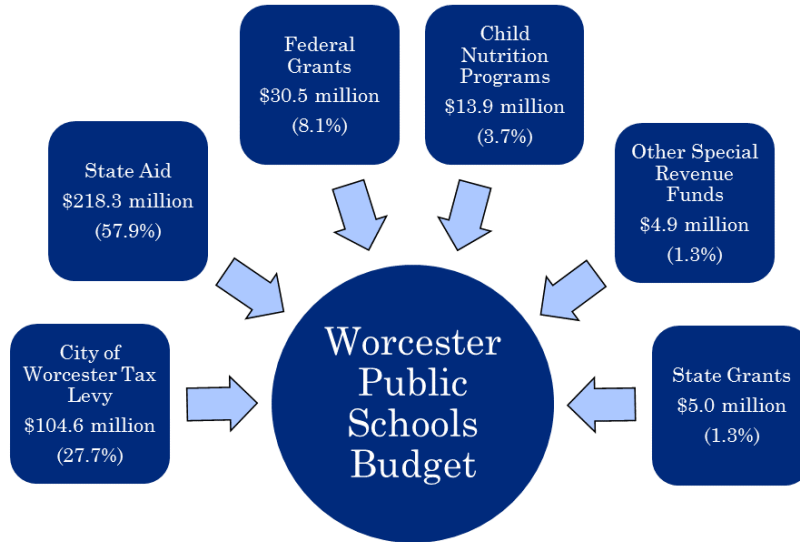 Federal
Grants
$30.5 million
(8.1%)
Child
Nutrition
Programs
$13.9 million
(3.7%)
State Aid
$218.3 million
(57.9%)
Other Special
Revenue
Funds
$4.9 million
(1.3%)
City of
Worcester Tax
Levy
$104.6 million
(27.7%)
Worcester
Public
Schools
Budget
State Grants
$5.0 million
(1.3%)